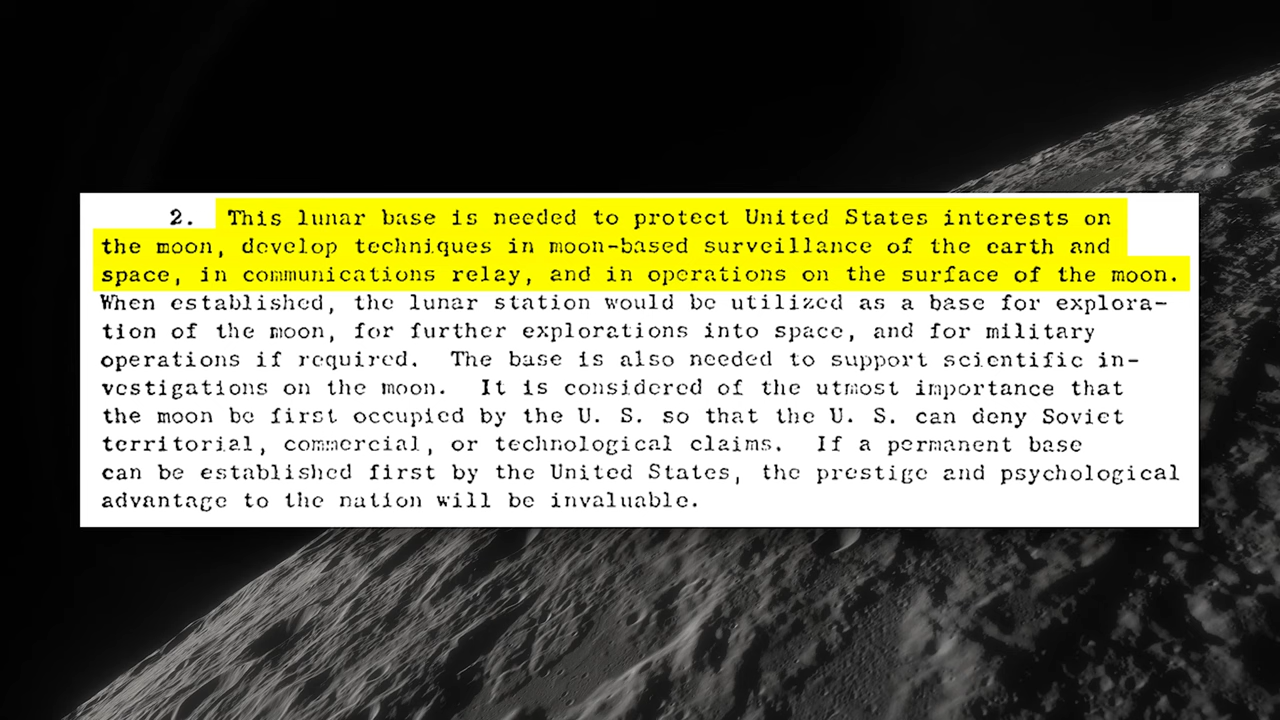 2. This lunar base is needed to protect United States interests on
the moon, develop techniques in moon-based surveillance of the earth and
space, in communications relay, and in operations on the surface of the moon.
When established, the lunar station would be utilized as a base for explora-
tion of the moon, for further explorations into space, and for military
operations if required. The base is also needed to support scientific in-
vestigations on the moon. It is considered of the utmost importance that
the moon be first occupied by the U. S. so that the U. S. can deny Soviet
territorial, commercial, or technological claims. If a permanent base
can be established first by the United States, the prestige and psychological
advantage to the nation will be invaluable.